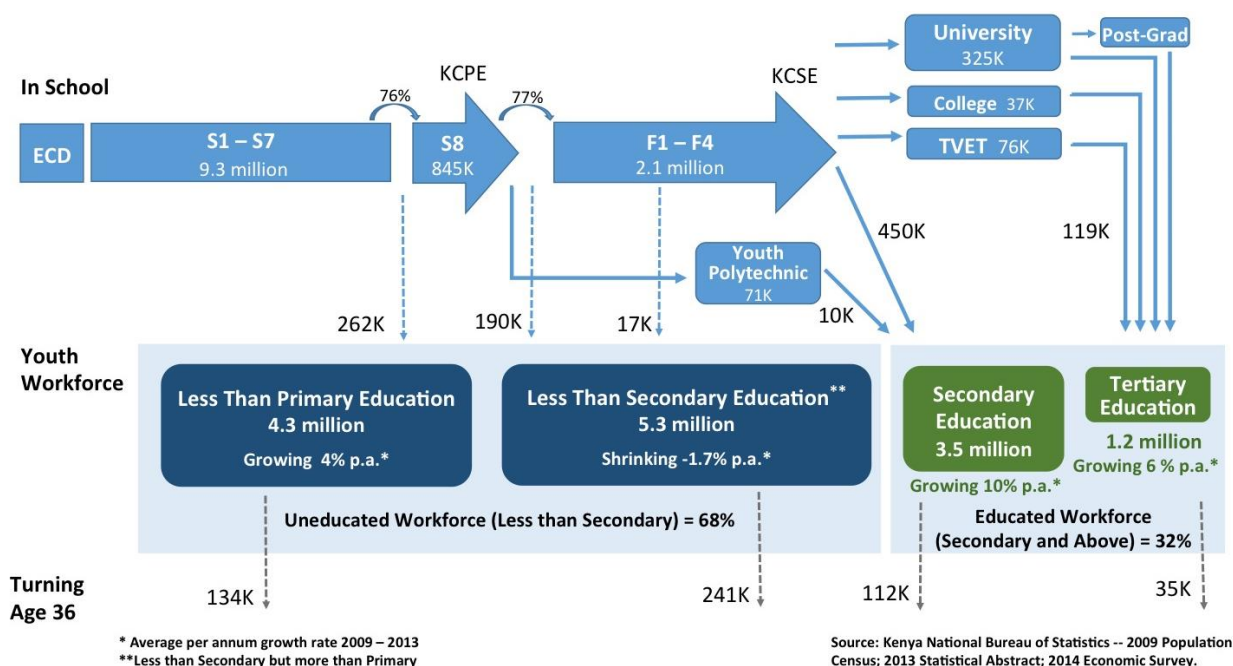 In School
ECD
S1 – S7
9.3 million
76%
KCPE
S8
845K
77%
F1 – F4
2.1 million
KCSE
University
325K
Post-Grad
College 37K
TVET 76K
Youth
Polytechnic
71K
262K
190K
17K
10K
450K
119K
Youth
Workforce
Less Than Primary Education
4.3 million
Growing 4% p.a.*
Less Than Secondary Education**
5.3 million
Shrinking -1.7% p.a.*
Uneducated Workforce (Less than Secondary) = 68%
Secondary
Education
3.5 million
Growing 10% p.a.*
Tertiary
Education
1.2 million
Growing 6 % p.a.*
Educated Workforce
(Secondary and Above) = 32%
Turning
Age 36
134K
241K
112K
35K
* Average per annum growth rate 2009 – 2013
**Less than Secondary but more than Primary
Source: Kenya National Bureau of Statistics -- 2009 Population
Census; 2013 Statistical Abstract; 2014 Economic Survey.